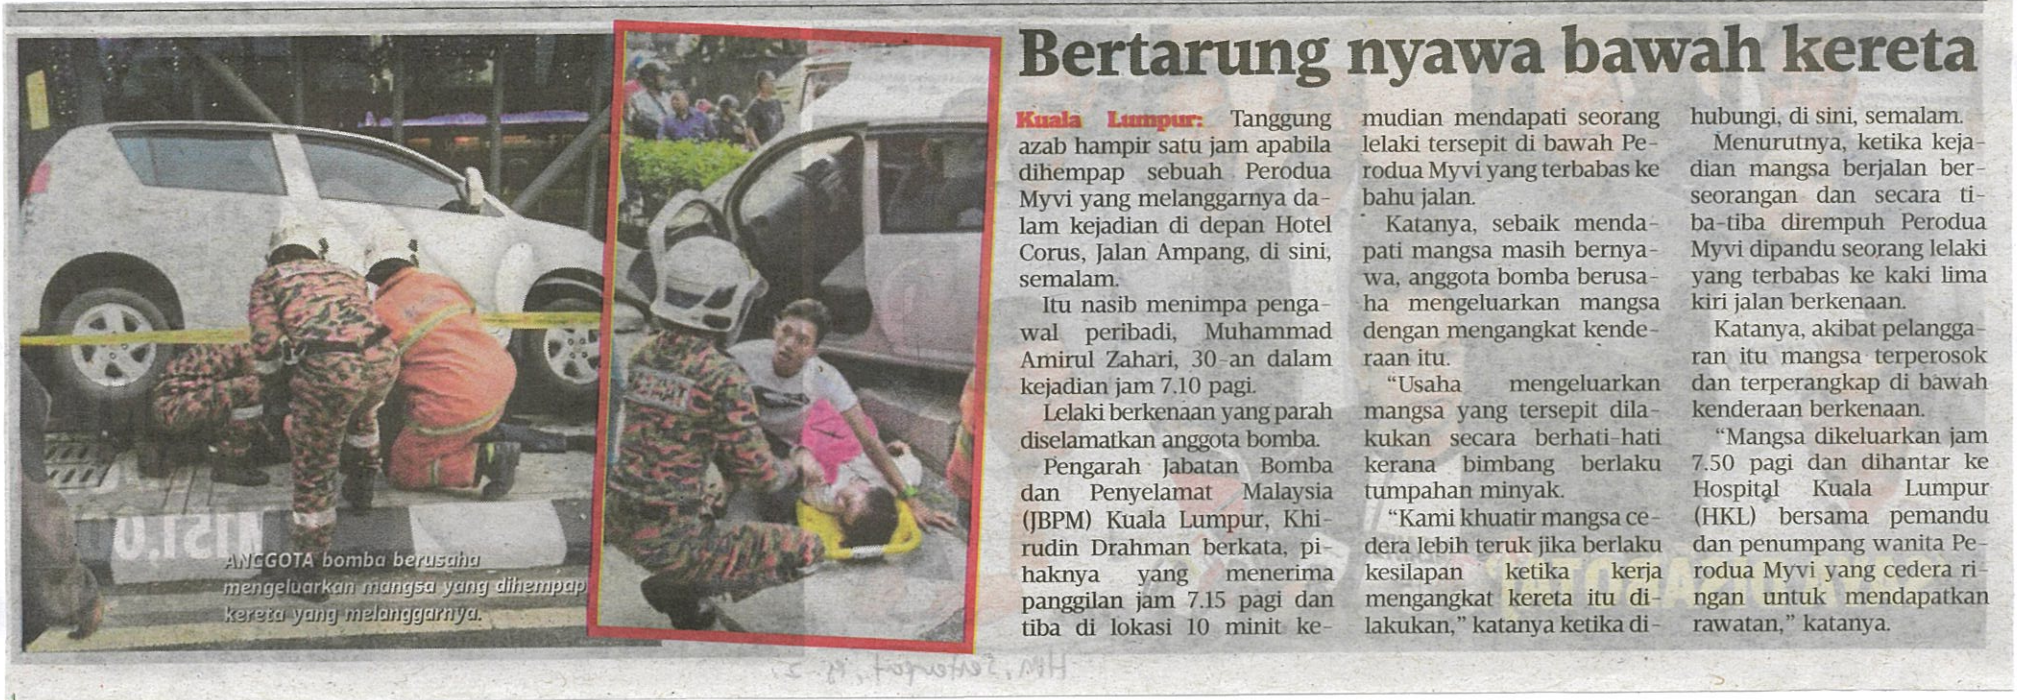 Bertarung nyawa bawah kereta
Kuala Lumpur: Tanggung
azab hampir satu jam apabila
dihempap sebuah Perodua
Myvi yang melanggarnya da-
lam kejadian di depan Hotel
Corus, Jalan Ampang, di sini,
semalam.
Itu nasib menimpa penga-
wal peribadi, Muhammad
Amirul Zahari, 30-an dalam
kejadian jam 7.10 pagi.
Lelaki berkenaan yang parah
diselamatkan anggota bomba.
Pengarah Jabatan Bomba
dan Penyelamat Malaysia
(JBPM) Kuala Lumpur, Khi-
rudin Drahman berkata, pi-
haknya yang menerima
panggilan jam 7.15 pagi dan
tiba di lokasi 10 minit ke-
mudian mendapati seorang
lelaki tersepit di bawah Pe-
rodua Myvi yang terbabas ke
bahu jalan.
Katanya, sebaik menda-
pati mangsa masih bernya-
wa, anggota bomba berusa-
ha mengeluarkan mangsa
dengan mengangkat kende-
raan itu.
“Usaha mengeluarkan
mangsa yang tersepit dila-
kukan secara berhati-hati
kerana bimbang berlaku
tumpahan minyak.
“Kami khuatir mangsa ce-
dera lebih teruk jika berlaku
kesilapan ketika kerja
mengangkat kereta itu di-
lakukan,” katanya ketika di-
hubungi, di sini, semalam.
Menurutnya, ketika keja-
dian mangsa berjalan ber-
seorangan dan secara ti-
ba-tiba dirempuh Perodua
Myvi dipandu seorang lelaki
yang terbabas ke kaki lima
kiri jalan berkenaan.
Katanya, akibat pelangga-
ran itu mangsa terperosok
dan terperangkap di bawah
kenderaan berkenaan.
“Mangsa dikeluarkan jam
7.50 pagi dan dihantar ke
Hospital Kuala Lumpur
(HKL) bersama pemandu
dan penumpang wanita Pe-
rodua Myvi yang cedera ri-
ngan untuk mendapatkan
rawatan,” katanya.
ANGGOTA bomba berusaha
mengeluarkan mangsa yang dihempap
kereta yang melanggarnya.